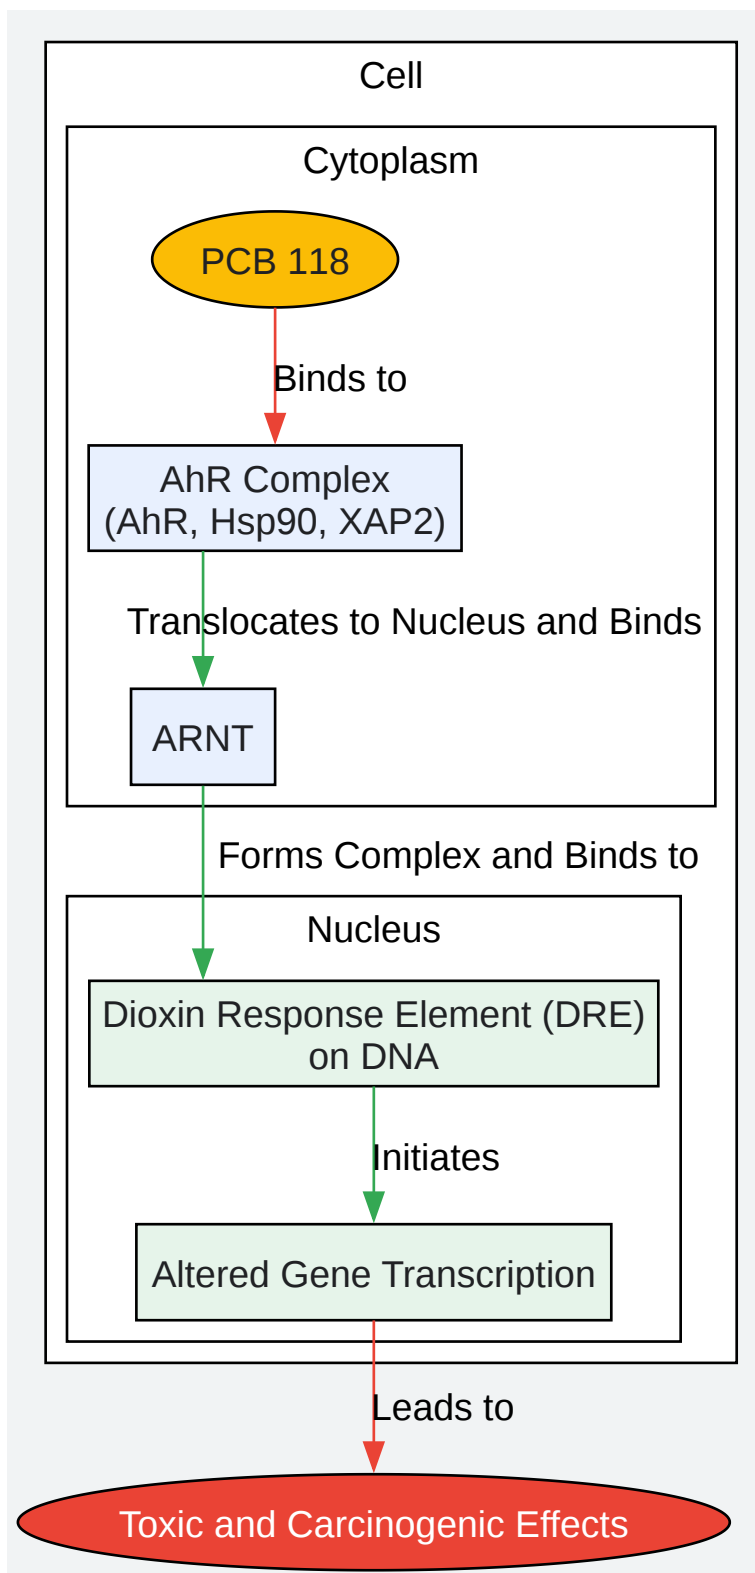 Cell
Cytoplasm
PCB 118
Binds to
AhR Complex
(AhR, Hsp90, XAP2)
Translocates to Nucleus and Binds
ARNT
Forms Complex and Binds to
Nucleus
Dioxin Response Element (DRE)
on DNA
Initiates
Altered Gene Transcription
Leads to
Toxic and Carcinogenic Effects